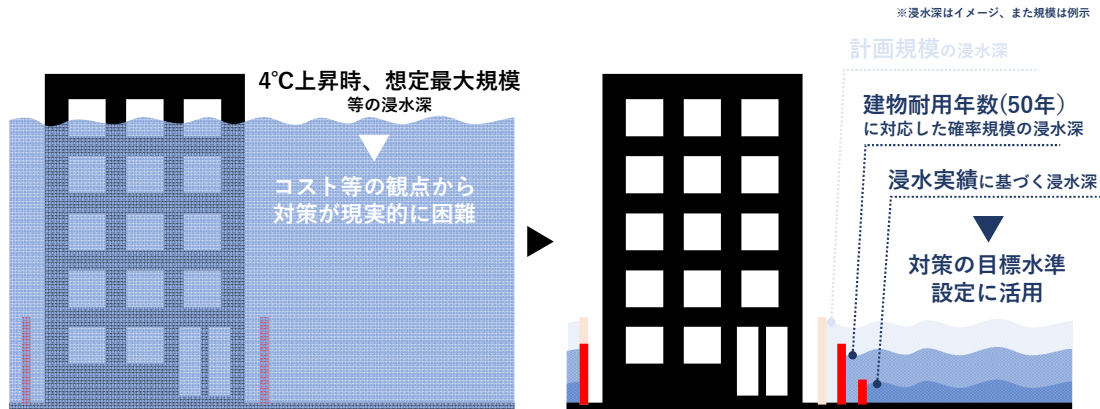 ※浸水深はイメージ、また規模は例示
4℃上昇時、想定最大規模
等の浸水深
コスト等の観点から
対策が現実的に困難
計画規模の浸水深
建物耐用年数(50年)
に対応した確率規模の浸水深
浸水実績に基づく浸水深
対策の目標水準
設定に活用